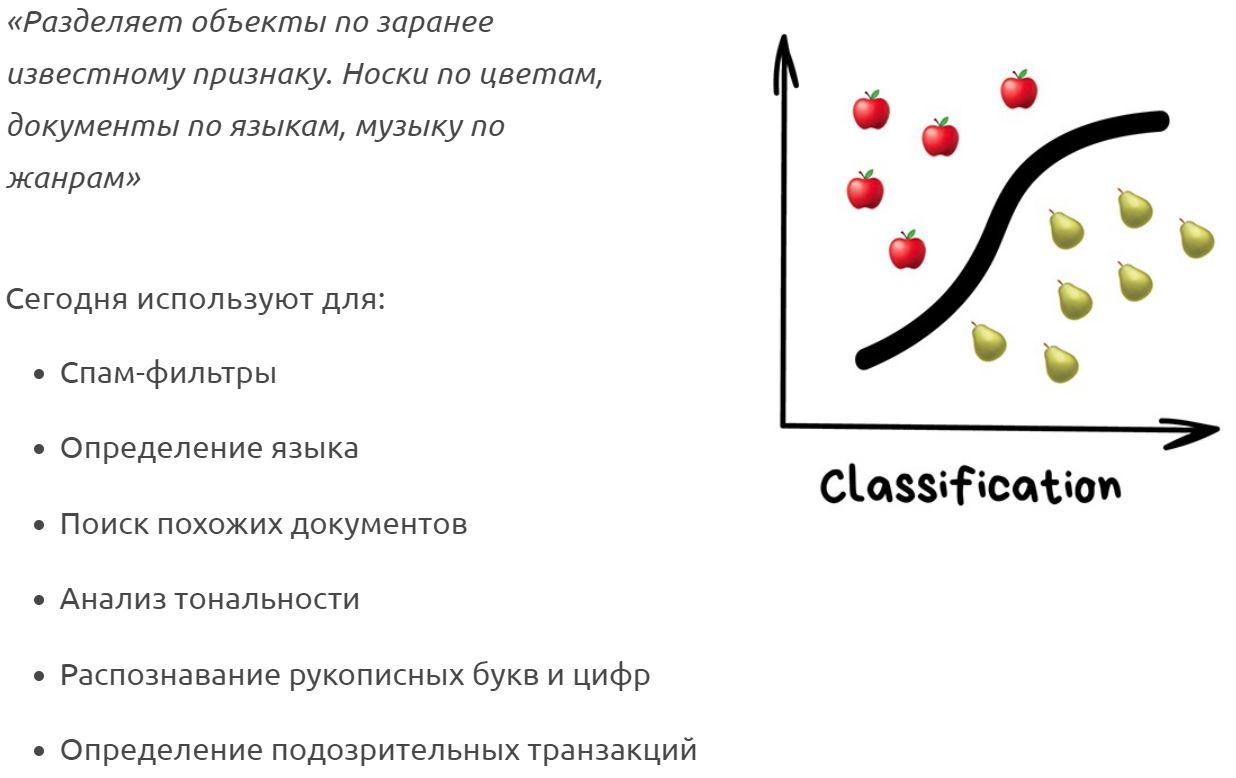 «Разделяет объекты по заранее
известному признаку. Носки по цветам,
документы по языкам, музыку по
жанрам»
Сегодня используют для:
• Спам-фильтры
• Определение языка
• Поиск похожих документов
• Анализ тональности
• Распознавание рукописных букв и цифр
• Определение подозрительных транзакций
Classification